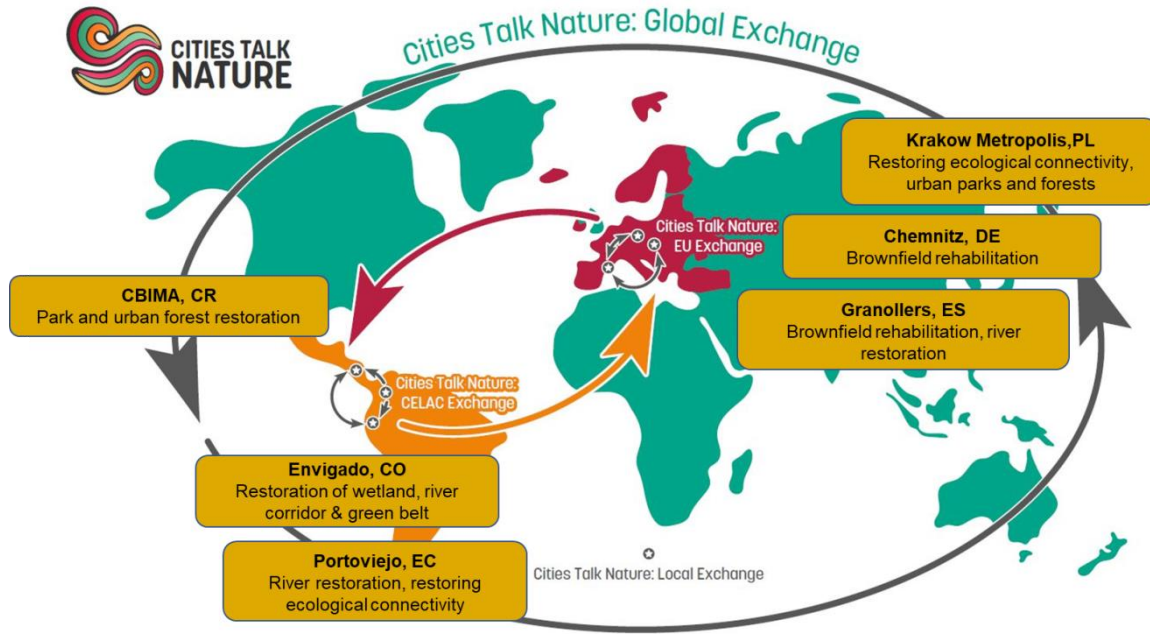 CITIES TALK
NATURE
Cities Talk Nature: Global Exchange
Krakow Metropolis,PL
Restoring ecological connectivity,
urban parks and forests
Cities Talk Nature:
EU Exchange
Chemnitz, DE
Brownfield rehabilitation
CBIMA, CR
Park and urban forest restoration
Granollers, ES
Brownfield rehabilitation, river
restoration
Cities Talk Nature:
CELAC Exchange
Envigado, CO
Restoration of wetland, river
corridor & green belt
Portoviejo, EC
River restoration, restoring
ecological connectivity
Cities Talk Nature: Local Exchange